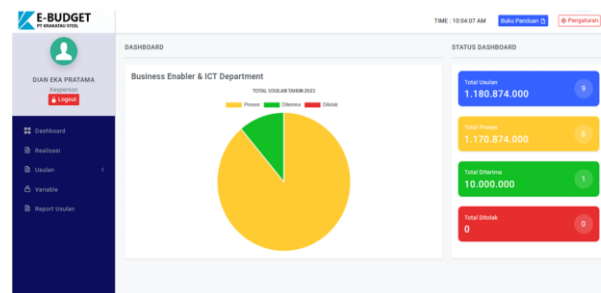 E-BUDGET
PT KRAKATAU STEEL
TIME : 10:04:07 AM
Buku Panduan
Pengaturan
DIAN EKA PRATAMA
Keyperson
Logout
Dashboard
Realisasi
Usulan
Variable
Report Usulan
DASHBOARD
Business Enabler & ICT Department
TOTAL USULAN TAHUN 2021
Proses Diterima Ditolak
STATUS DASHBOARD
Total Usulan
1.180.874.000
9
Total Proses
1.170.874.000
8
Total Diterima
10.000.000
1
Total Ditolak
0
0